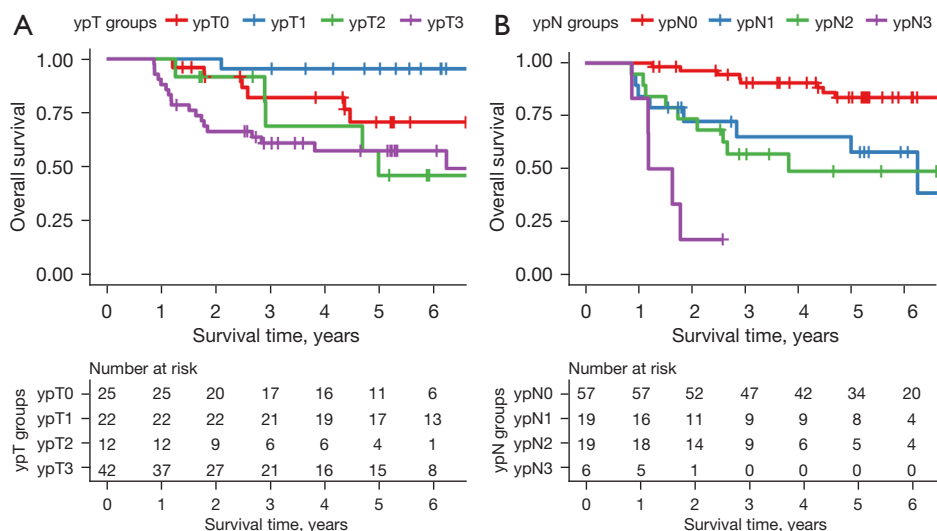 A
ypT groups ypT0 ypT1 ypT2 ypT3
Overall survival
1.00
0.75
0.50
0.25
0.00
0 1 2 3 4 5 6
Survival time, years
Number at risk
ypT groups
ypT0 25 25 20 17 16 11 6
ypT1 22 22 22 21 19 17 13
ypT2 12 12 9 6 6 4 1
ypT3 42 37 27 21 16 15 8
0 1 2 3 4 5 6
Survival time, years
B
ypN groups ypN0 ypN1 ypN2 ypN3
Overall survival
1.00
0.75
0.50
0.25
0.00
0 1 2 3 4 5 6
Survival time, years
Number at risk
ypN groups
ypN0 57 57 52 47 42 34 20
ypN1 19 16 11 9 9 8 4
ypN2 19 18 14 9 6 5 4
ypN3 6 5 1 0 0 0 0
0 1 2 3 4 5 6
Survival time, years